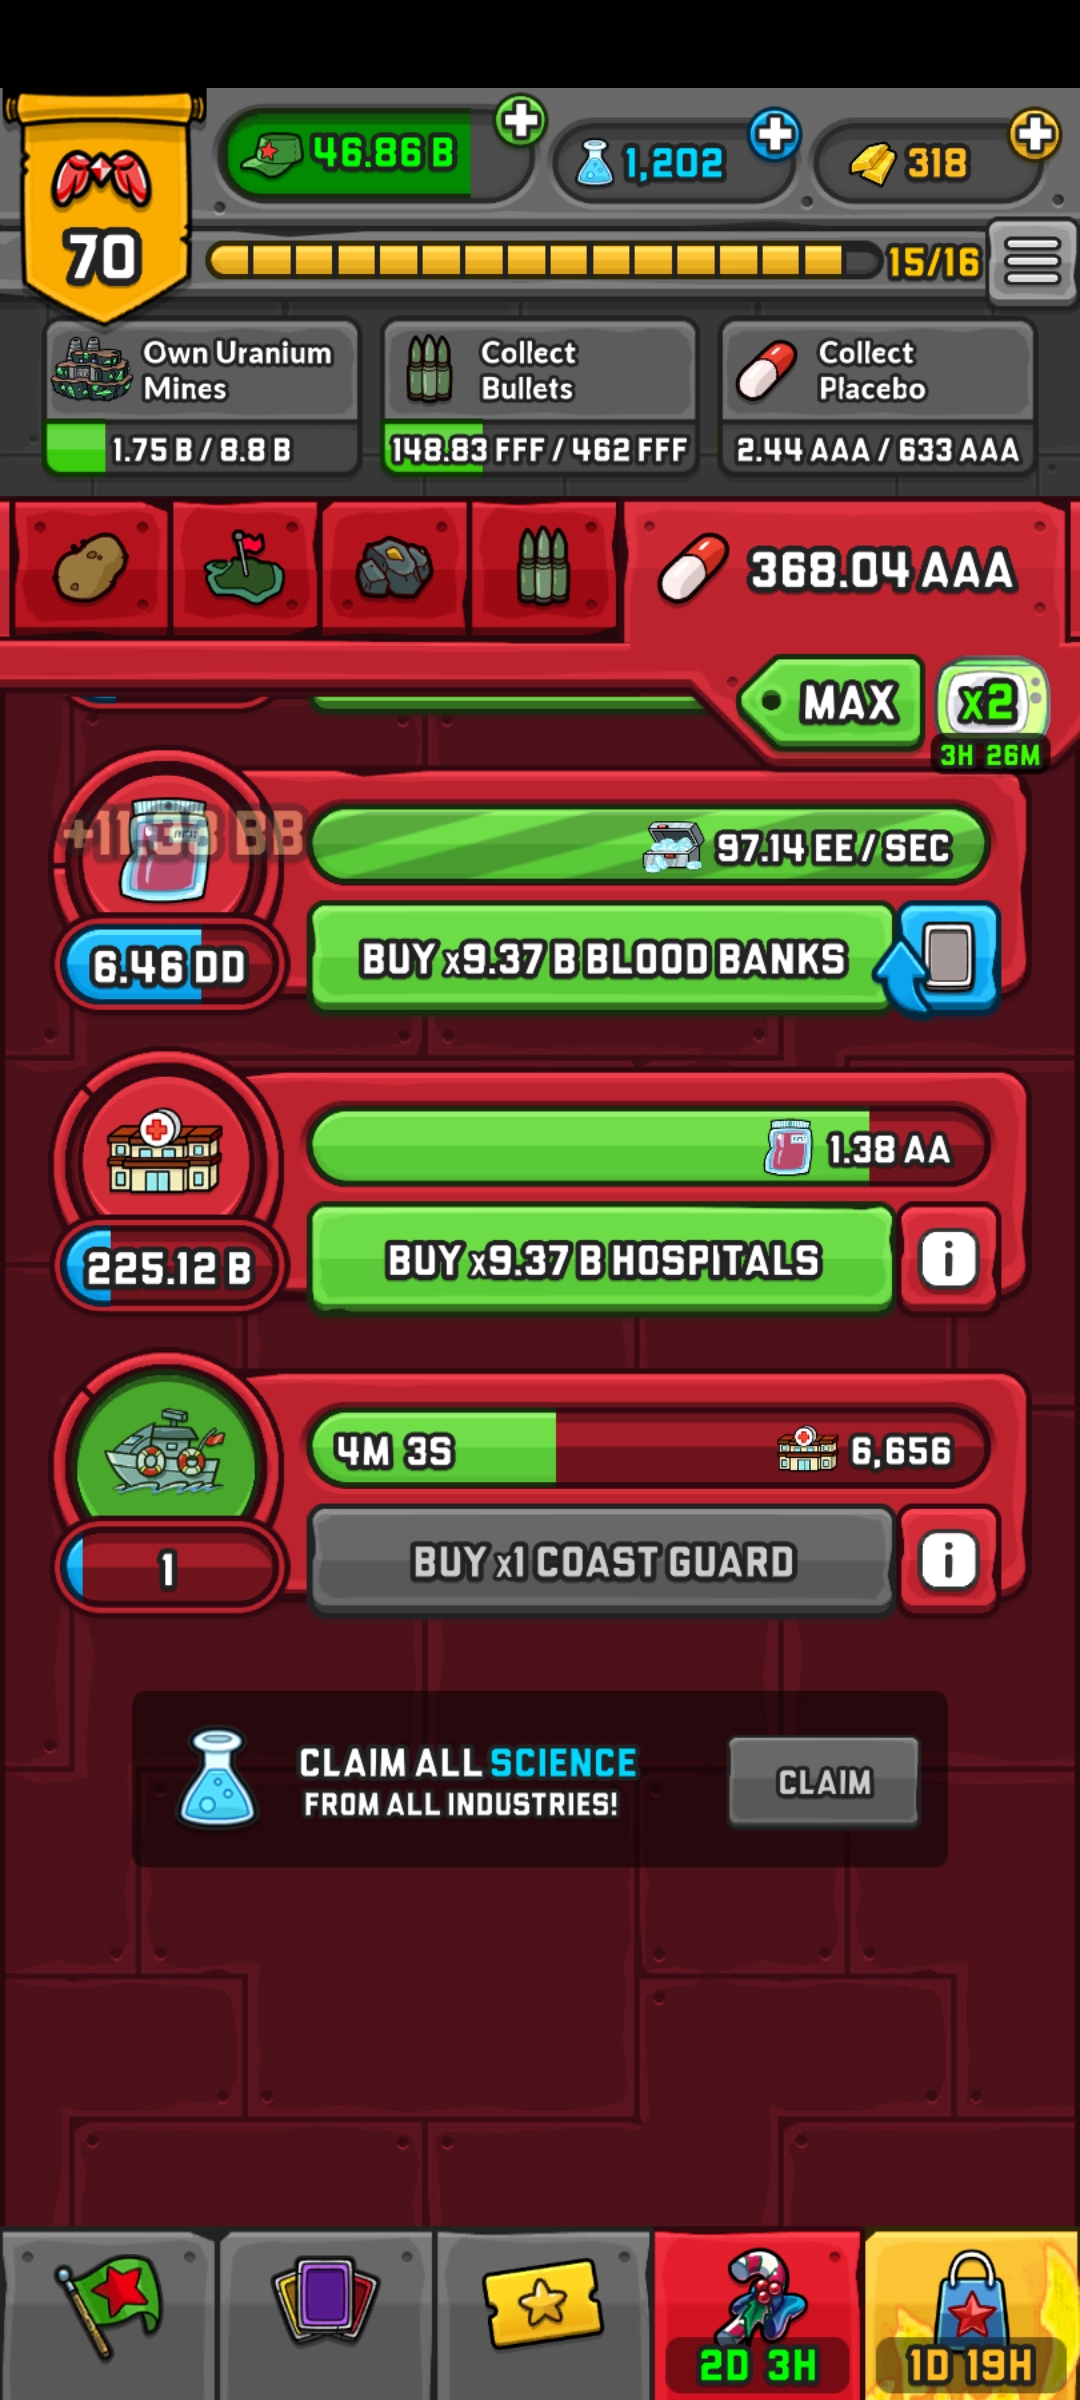 70
46.86 B
1,202
318
15/16
Own Uranium
Mines
1.75 B / 8.8 B
Collect
Bullets
148.83 FFF / 462 FFF
Collect
Placebo
2.44 AAA / 633 AAA
368.04 AAA
MAX
x2
3H 26M
+11.38 BB
97.14 EE / SEC
6.46 DD
BUY x9.37 B BLOOD BANKS
1.38 AA
225.12 B
BUY x9.37 B HOSPITALS
i
4M 3S
6,656
1
BUY x1 COAST GUARD
i
CLAIM ALL SCIENCE
FROM ALL INDUSTRIES!
CLAIM
2D 3H
1D 19H